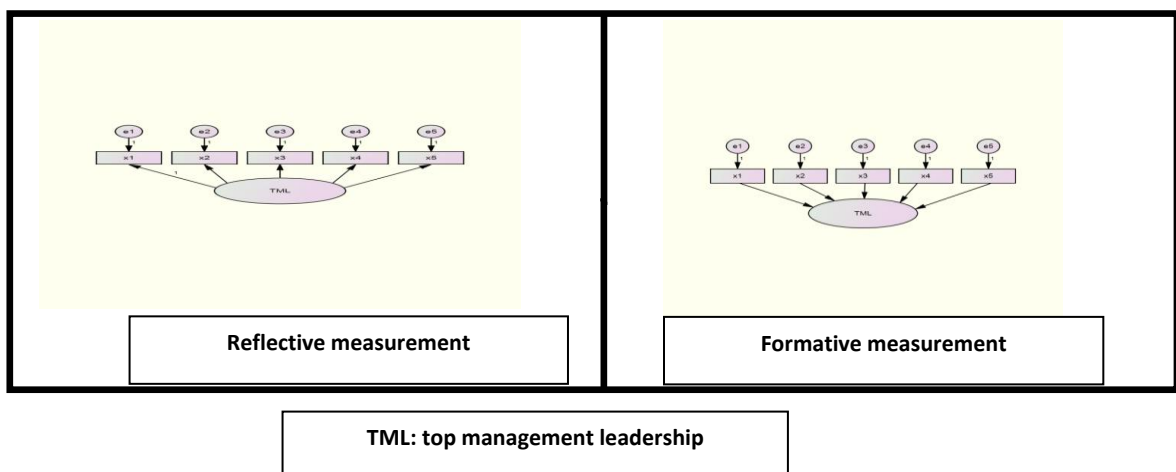 e1 e2 e3 e4 e5
1 1 1 1 1
x1 x2 x3 x4 x5
1
TML
Reflective measurement
e1 e2 e3 e4 e5
1 1 1 1 1
x1 x2 x3 x4 x5
TML
Formative measurement
TML: top management leadership